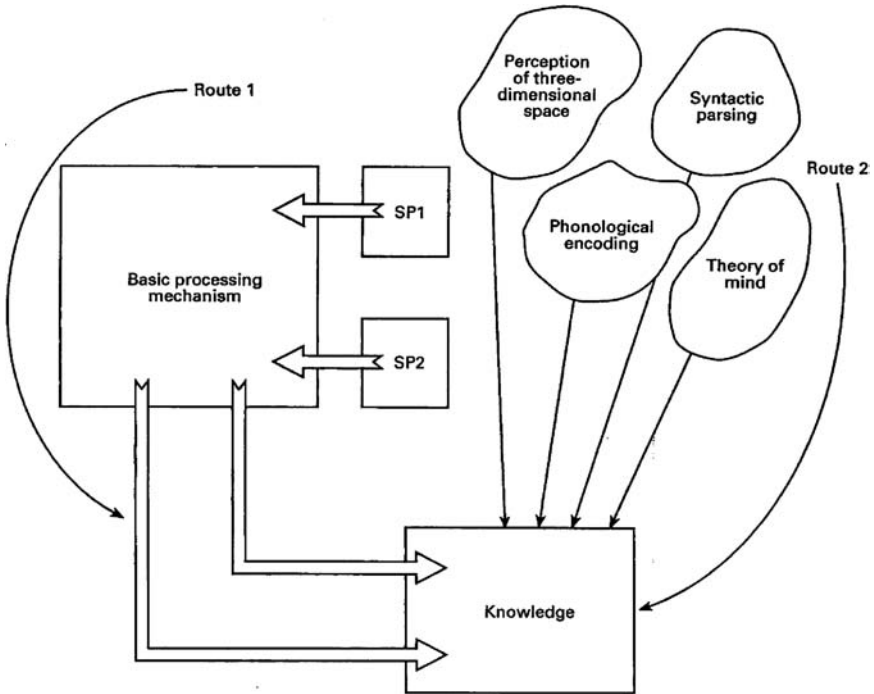 Route 1
Perception
of three-
dimensional
space
Syntactic
parsing
Route 2
SP1
Phonological
encoding
Theory of
mind
Basic processing
mechanism
SP2
Knowledge